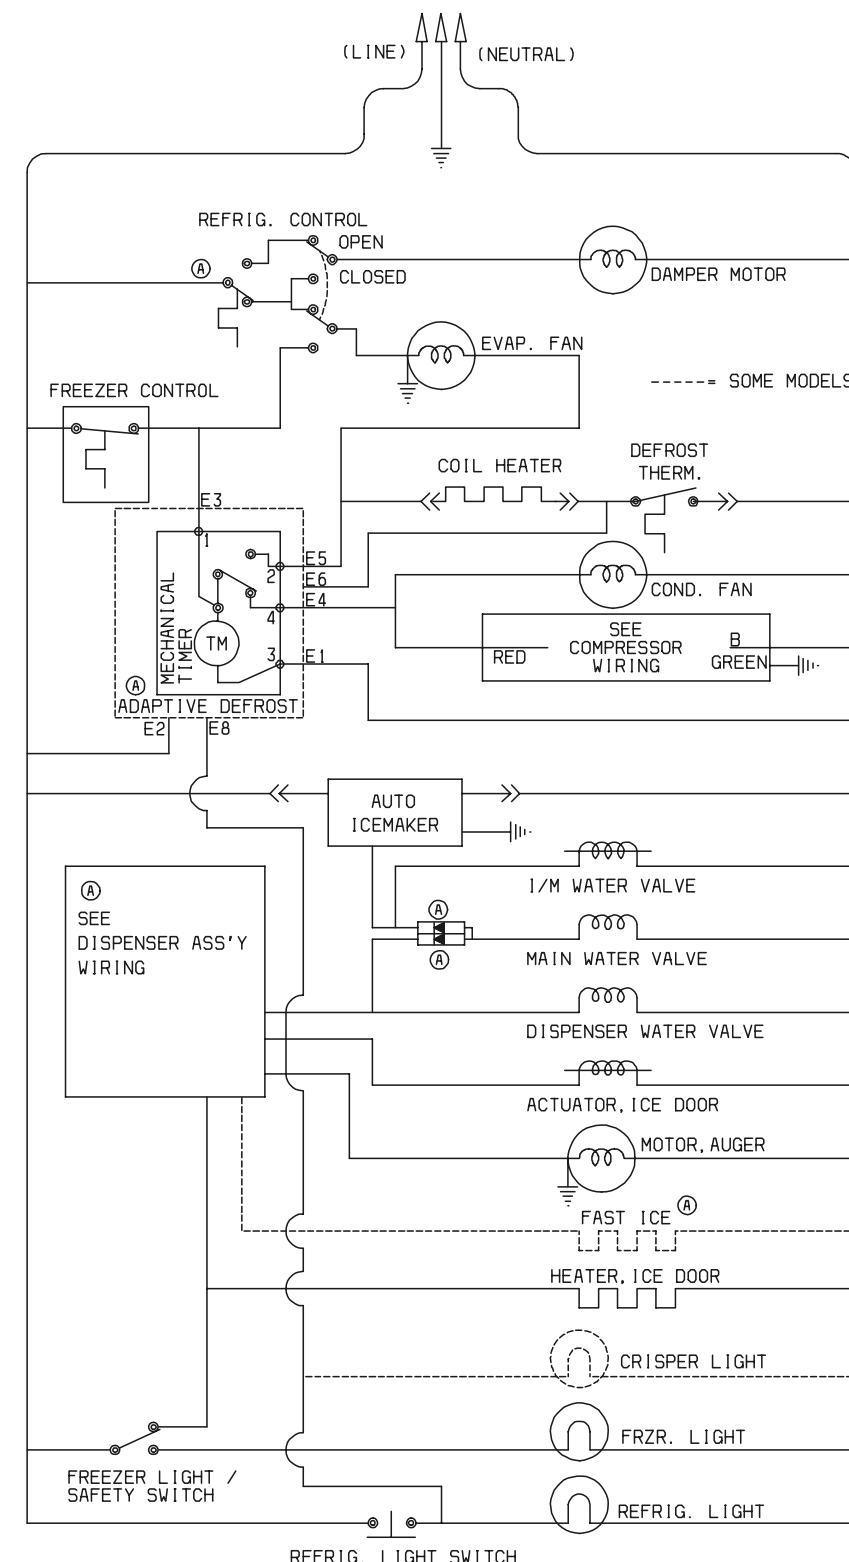 (LINE)
(NEUTRAL)
REFRIG. CONTROL
OPEN
A
CLOSED
DAMPER MOTOR
EVAP. FAN
-----= SOME MODELS
FREEZER CONTROL
COIL HEATER
DEFROST
THERM.
E3
1
E5
2
E6
E4
4
COND. FAN
MECHANICAL
TIMER
TM
3
E1
SEE
COMPRESSOR
WIRING
RED
B
GREEN
A
ADAPTIVE DEFROST
E2
E8
AUTO
ICEMAKER
I/M WATER VALVE
A
SEE
DISPENSER ASS'Y
WIRING
A
A
MAIN WATER VALVE
DISPENSER WATER VALVE
ACTUATOR, ICE DOOR
MOTOR, AUGER
FAST ICE
A
HEATER, ICE DOOR
CRISPER LIGHT
FRZR. LIGHT
FREEZER LIGHT /
SAFETY SWITCH
REFRIG. LIGHT
REFRIG. LIGHT SWITCH